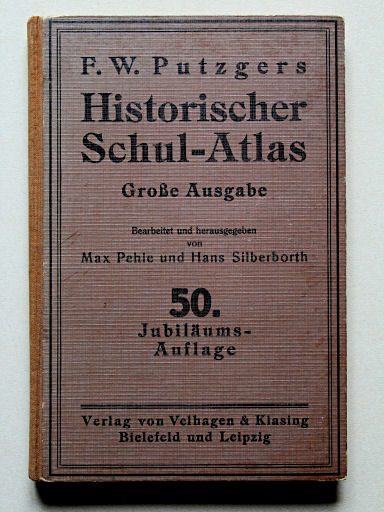 F. W. Putzgers
Historischer
Schul-Atlas
Große Ausgabe
Bearbeitet und herausgegeben
von
Max Pehle und Hans Silberborth
50.
Jubiläums-
Auflage
Verlag von Velhagen & Klasing
Bielefeld und Leipzig